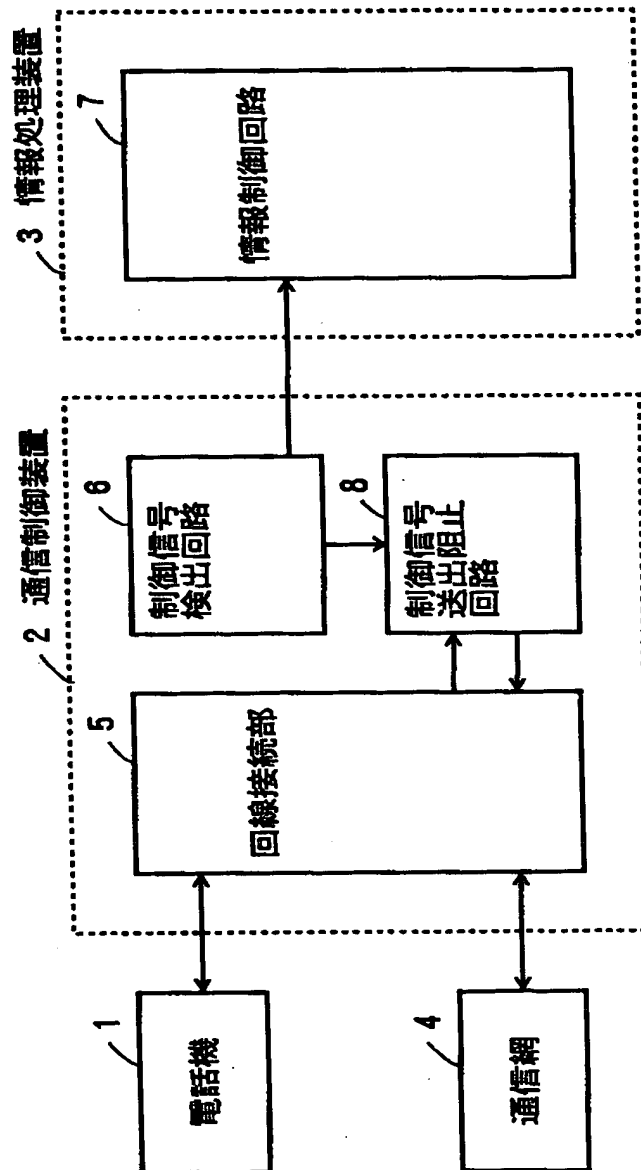 1
電話機
4
通信網
2 通信制御装置
5
回線接続部
6
制御信号
検出回路
8
制御信号
送出阻止
回路
3 情報処理装置
7
情報制御回路